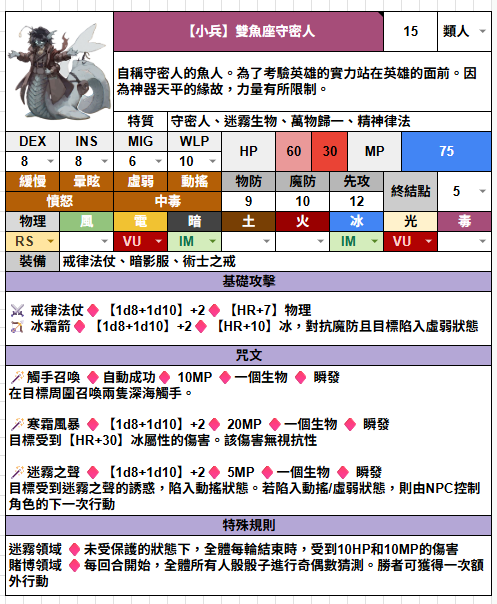 【小兵】雙魚座守密人 15 類人
自稱守密人的魚人。為了考驗英雄的實力站在英雄的面前。因
為神器天平的緣故，力量有所限制。
特質 守密人、迷霧生物、萬物歸一、精神律法
DEX INS MIG WLP HP 60 30 MP 75
8 8 6 10
緩慢 暈眩 虛弱 動搖 物防 魔防 先攻 終結點 5
憤怒 中毒 9 10 12
物理 風 電 暗 土 火 冰 光 毒
RS VU IM IM VU
裝備 戒律法仗、暗影服、術士之戒
基礎攻擊
戒律法仗 【1d8+1d10】+2 【HR+7】物理
冰霜箭 【1d8+1d10】+2 【HR+10】冰，對抗魔防且目標陷入虛弱狀態
咒文
觸手召喚 自動成功 10MP 一個生物 瞬發
在目標周圍召喚兩隻深海觸手。
寒霜風暴 【1d8+1d10】+2 20MP 一個生物 瞬發
目標受到【HR+30】冰屬性的傷害。該傷害無視抗性
迷霧之聲 【1d8+1d10】+2 5MP 一個生物 瞬發
目標受到迷霧之聲的誘惑，陷入動搖狀態。若陷入動搖/虛弱狀態，則由NPC控制
角色的下一次行動
特殊規則
迷霧領域 未受保護的狀態下，全體每輪結束時，受到10HP和10MP的傷害
賭博領域 每回合開始，全體所有人骰骰子進行奇偶數猜測。勝者可獲得一次額
外行動